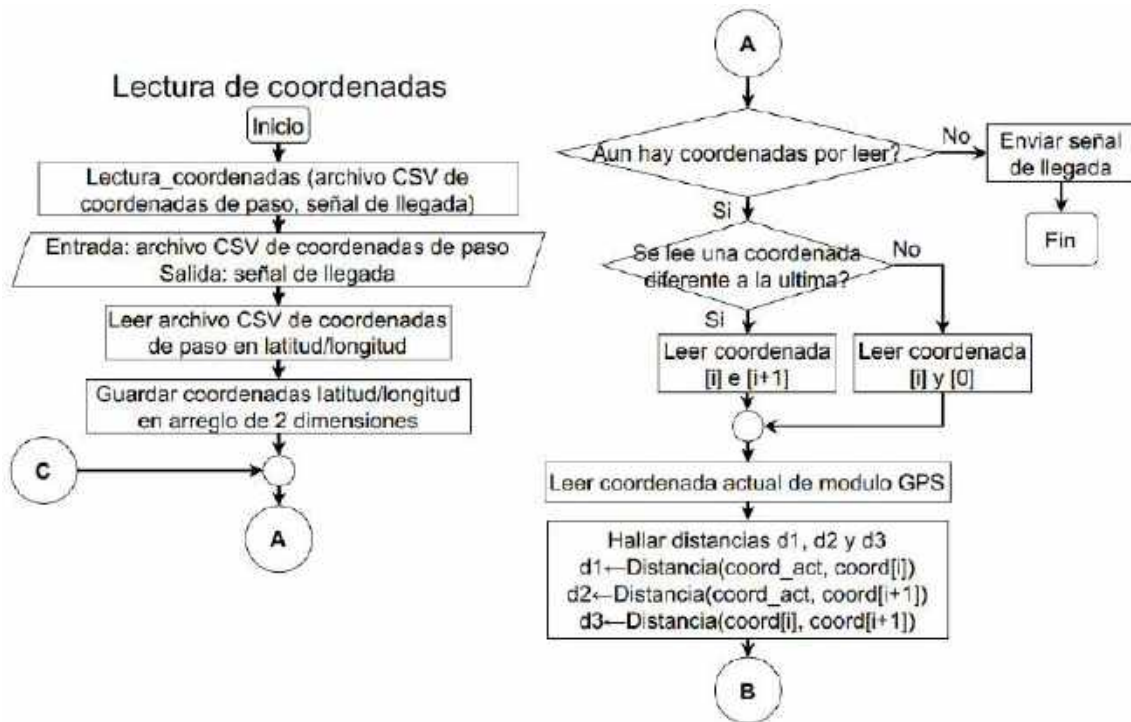 Lectura de coordenadas
Inicio
Lectura_coordenadas (archivo CSV de
coordenadas de paso, señal de llegada)
Entrada: archivo CSV de coordenadas de paso
Salida: señal de llegada
Leer archivo CSV de coordenadas
de paso en latitud/longitud
Guardar coordenadas latitud/longitud
en arreglo de 2 dimensiones
C
A
A
Aun hay coordenadas por leer?
No
Enviar señal
de llegada
Fin
Si
Se lee una coordenada
diferente a la ultima?
No
Si
Leer coordenada
[i] e [i+1]
Leer coordenada
[i] y [0]
Leer coordenada actual de modulo GPS
Hallar distancias d1, d2 y d3
d1←Distancia(coord_act, coord[i])
d2←Distancia(coord_act, coord[i+1])
d3←Distancia(coord[i], coord[i+1])
B